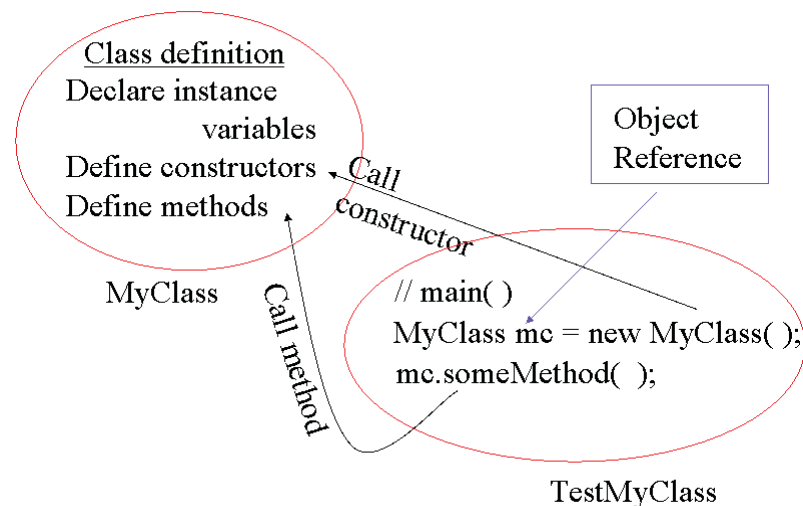 Class definition
Declare instance
variables
Define constructors
Define methods
MyClass
Object
Reference
Call
constructor
Call method
// main( )
MyClass mc = new MyClass( );
mc.someMethod(  );
TestMyClass